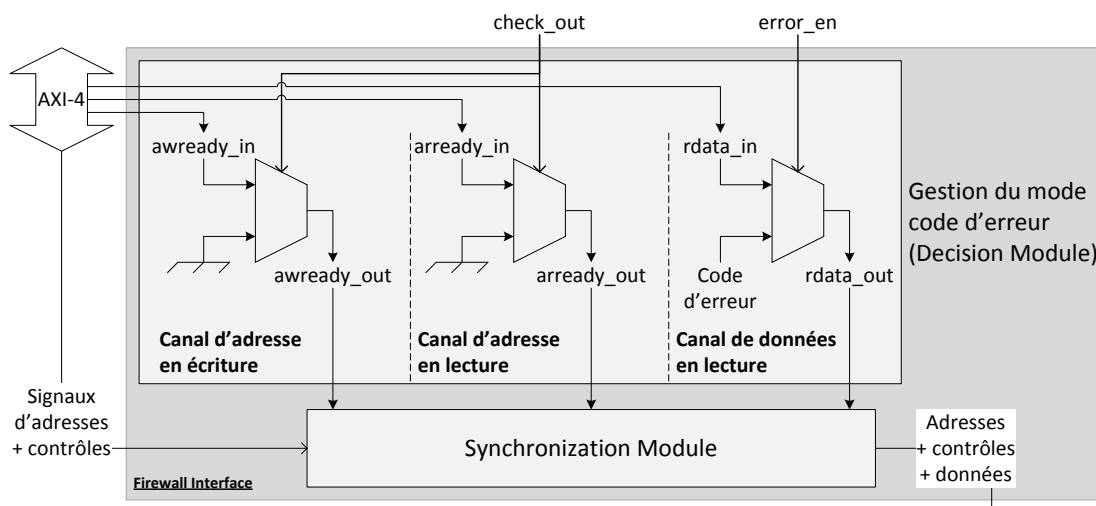 check_out
error_en
AXI-4
awready_in
arready_in
rdata_in
Gestion du mode
code d'erreur
(Decision Module)
awready_out
arready_out
Code
d'erreur
rdata_out
Canal d'adresse
en écriture
Canal d'adresse
en lecture
Canal de données
en lecture
Signaux
d'adresses
+ contrôles
Synchronization Module
Adresses
+ contrôles
+ données
Firewall Interface